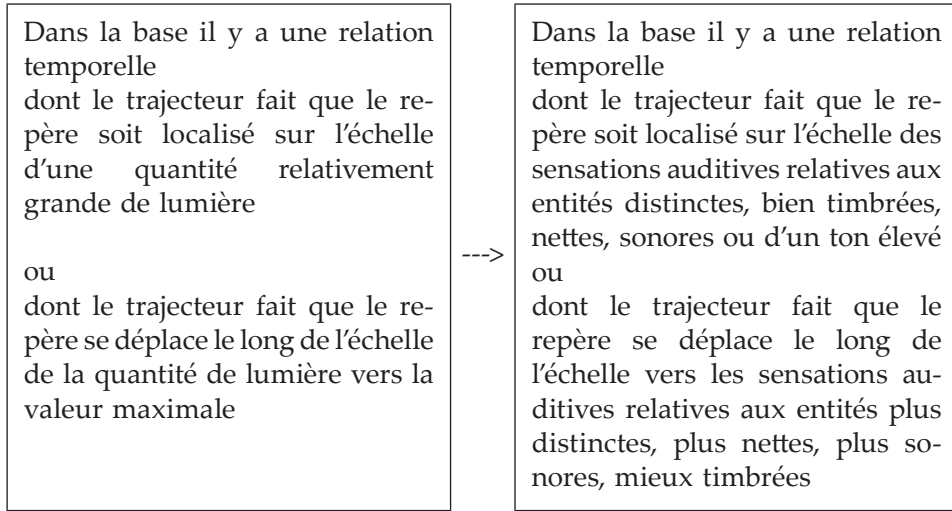 Dans la base il y a une relation
temporelle
dont le trajecteur fait que le re-
père soit localisé sur l'échelle
d'une quantité relativement
grande de lumière
ou
dont le trajecteur fait que le re-
père se déplace le long de l'échelle
de la quantité de lumière vers la
valeur maximale
--->
Dans la base il y a une relation
temporelle
dont le trajecteur fait que le re-
père soit localisé sur l'échelle des
sensations auditives relatives aux
entités distinctes, bien timbrées,
nettes, sonores ou d'un ton élevé
ou
dont le trajecteur fait que le
repère se déplace le long de
l'échelle vers les sensations au-
ditives relatives aux entités plus
distinctes, plus nettes, plus so-
nores, mieux timbrées